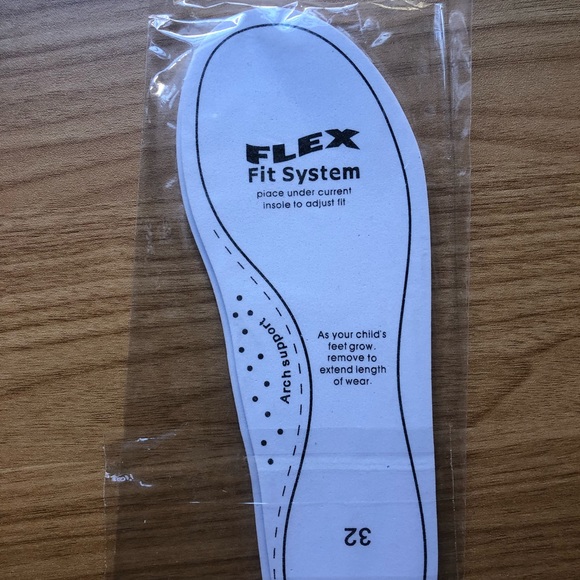 FLEX
Fit System
place under current
insole to adjust fit
Arch support
As your child's
feet grow,
remove to
extend length
of wear.
32